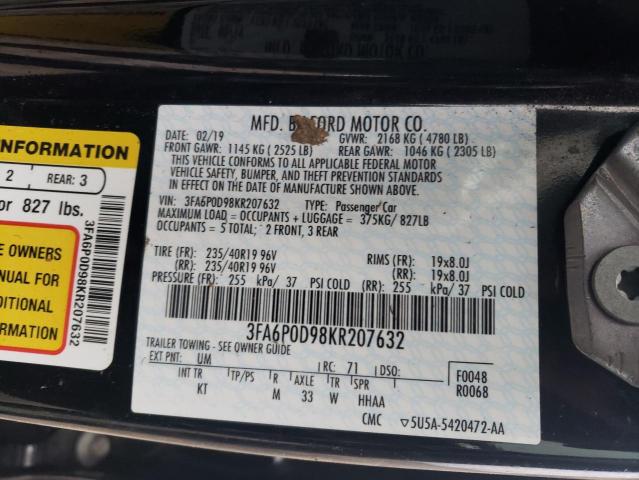 INFORMATION
2 REAR: 3
or 827 lbs.
E OWNERS
ANUAL FOR
DDITIONAL
FORMATION
3FA6P0D98KR207632
MFD. BY FORD MOTOR CO.
DATE: 02/19 GVWR: 2168 KG ( 4780 LB)
FRONT GAWR: 1145 KG ( 2525 LB) REAR GAWR: 1046 KG ( 2305 LB)
THIS VEHICLE CONFORMS TO ALL APPLICABLE FEDERAL MOTOR
VEHICLE SAFETY, BUMPER, AND THEFT PREVENTION STANDARDS
IN EFFECT ON THE DATE OF MANUFACTURE SHOWN ABOVE.
VIN: 3FA6P0D98KR207632 TYPE: Passenger Car
MAXIMUM LOAD = OCCUPANTS + LUGGAGE = 375KG/ 827LB
OCCUPANTS = 5 TOTAL; 2 FRONT, 3 REAR
TIRE (FR): 235/40R19 96V RIMS (FR): 19x8.0J
(RR): 235/40R19 96V (RR): 19x8.0J
PRESSURE (FR): 255 kPa/ 37 PSI COLD (RR): 255 kPa/ 37 PSI COLD
3FA6P0D98KR207632
TRAILER TOWING - SEE OWNER GUIDE
EXT PNT: UM RC: 71 DSO:
F0048
R0068
INT TR TP/PS R AXLE TR SPR
KT M 33 W HHAA
CMC 5U5A-5420472-AA